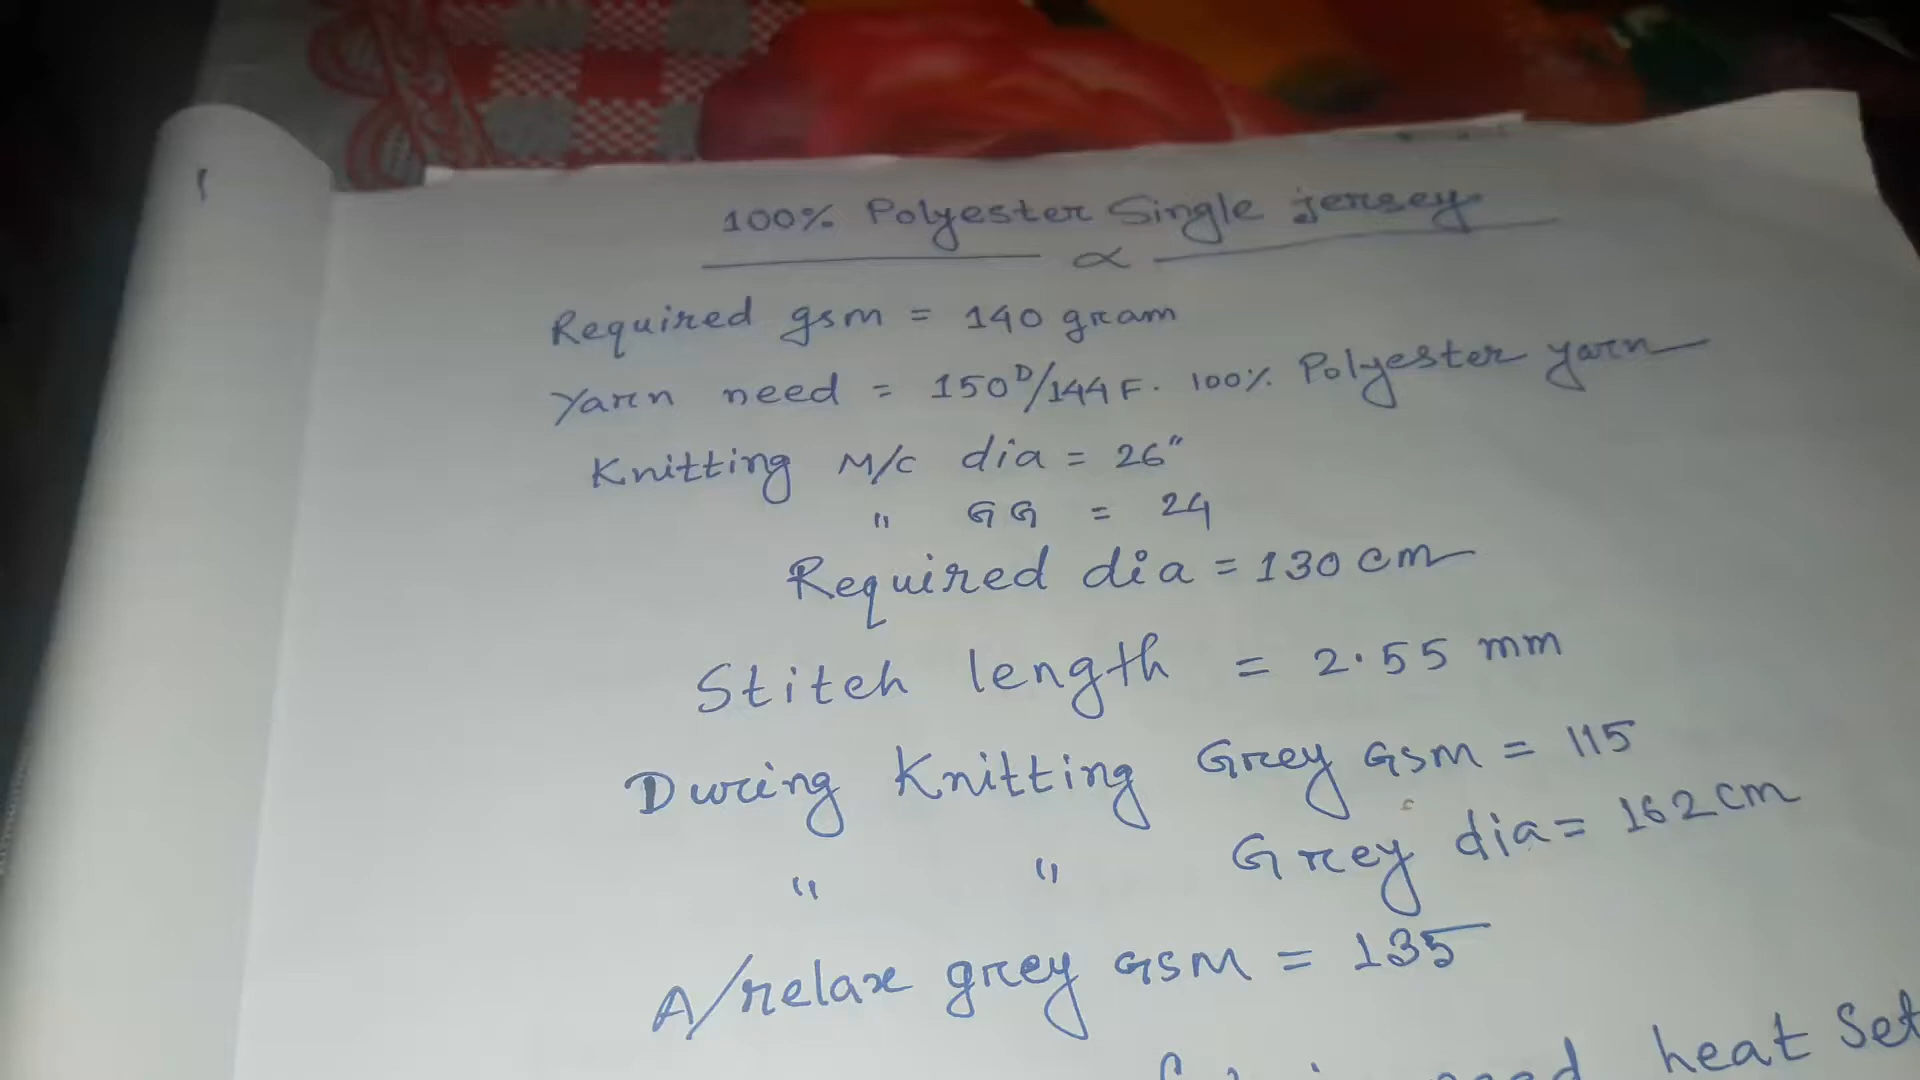 100% Polyester Single jersey
Required gsm = 140 gram
Yarn need = 150D/144F. 100% Polyester yarn
Knitting M/C dia = 26"
" GG = 24
Required dia = 130 cm
Stitch length = 2.55 mm
During Knitting Grey GSM = 115
" " Grey dia = 162 cm
A/relax grey GSM = 135
need heat Set